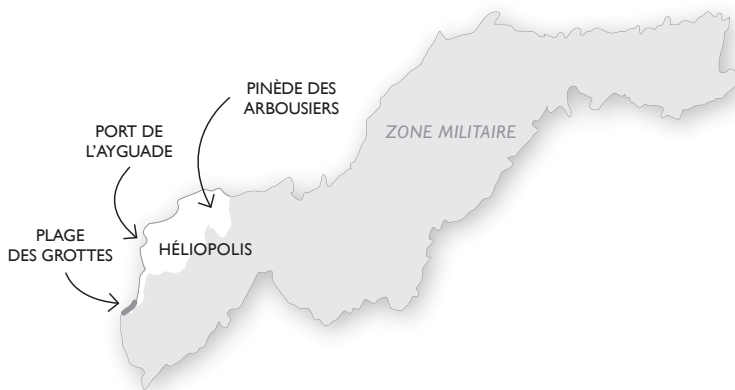 PINÈDE DES
ARBOUSIERS
ZONE MILITAIRE
PORT DE
L'AYGUADE
PLAGE
DES GROTTES
HÉLIOPOLIS